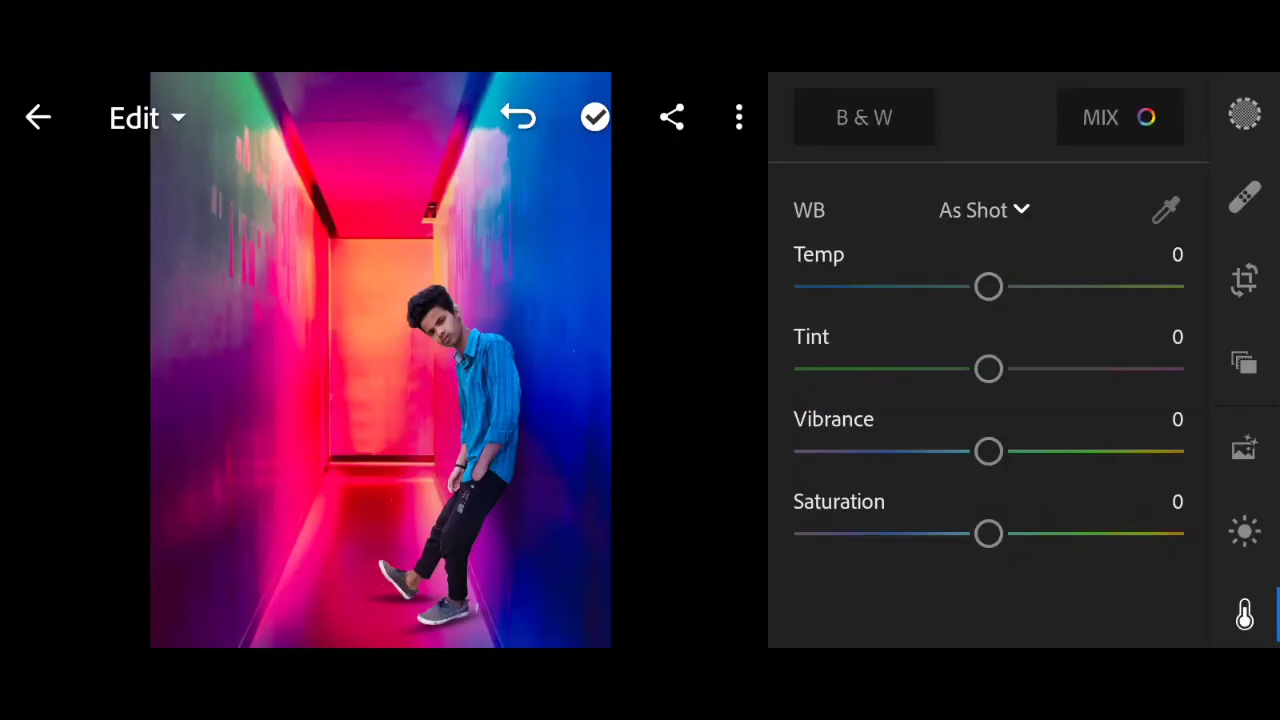 Edit
B & W
MIX
WB
As Shot
Temp 0
Tint 0
Vibrance 0
Saturation 0